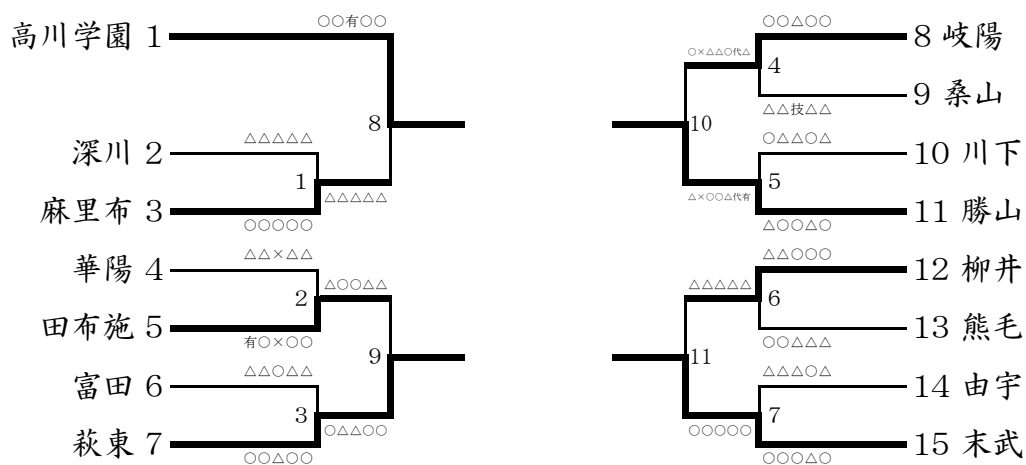 高川学園 1
○○有○○
8
深川 2
△△△△△
1
麻里布 3
○○○○○
△△△△△
華陽 4
△△×△△
2
△○○△△
田布施 5
有○×○○
9
富田 6
△△○△△
3
○△△○○
萩東 7
○○△○○
○○△○○
8 岐陽
○×△△○代△
4
9 桑山
△△技△△
10
○△△○△
10 川下
5
△×○○△代有
11 勝山
△○○△○
△△○○○
12 柳井
△△△△△
6
13 熊毛
○○△△△
11
△△△○△
14 由宇
7
○○○○○
15 末武
○○○△○